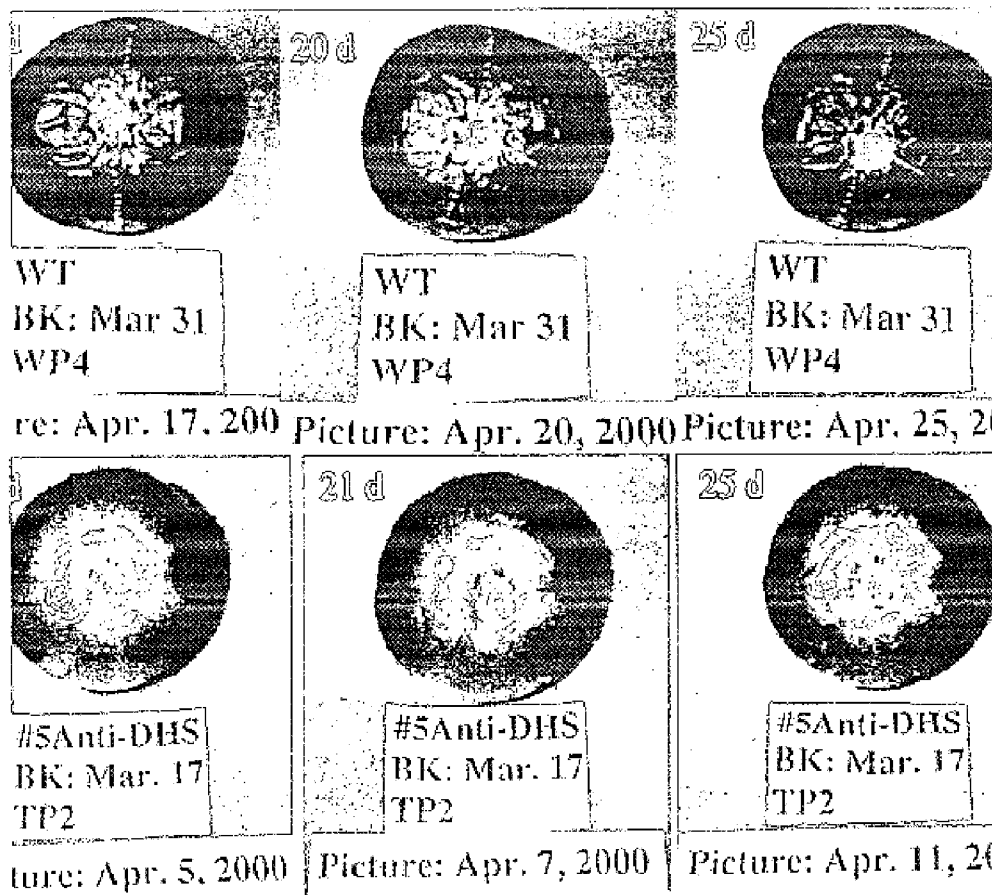 20 d
25 d
WT
BK: Mar 31
WP4
WT
BK: Mar 31
WP4
WT
BK: Mar 31
WP4
re: Apr. 17, 200
Picture: Apr. 20, 2000
Picture: Apr. 25, 20
21 d
25 d
#5Anti-DHS
BK: Mar. 17
TP2
#5Anti-DHS
BK: Mar. 17
TP2
#5Anti-DHS
BK: Mar. 17
TP2
ture: Apr. 5, 2000
Picture: Apr. 7, 2000
Picture: Apr. 11, 20